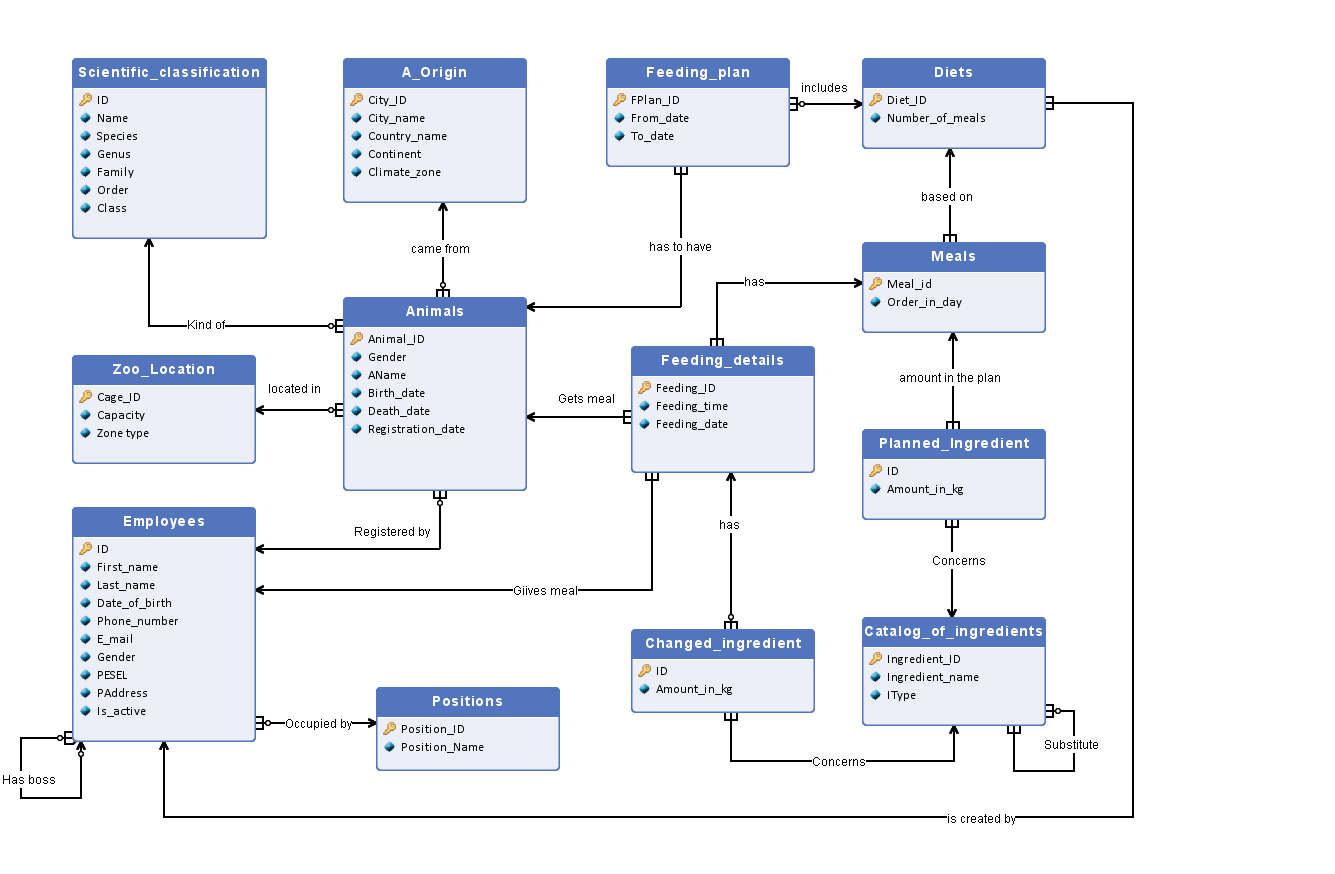 Scientific_classification
ID
Name
Species
Genus
Family
Order
Class
A_Origin
City_ID
City_name
Country_name
Continent
Climate_zone
Feeding_plan
FPlan_ID
From_date
To_date
includes
Diets
Diet_ID
Number_of_meals
came from
has to have
based on
Kind of
Animals
Animal_ID
Gender
AName
Birth_date
Death_date
Registration_date
has
Meals
Meal_id
Order_in_day
Zoo_Location
Cage_ID
Capacity
Zone type
located in
Gets meal
Feeding_details
Feeding_ID
Feeding_time
Feeding_date
amount in the plan
Planned_Ingredient
ID
Amount_in_kg
Employees
ID
First_name
Last_name
Date_of_birth
Phone_number
E_mail
Gender
PESEL
PAddress
Is_active
Registered by
Giives meal
has
Concerns
Changed_ingredient
ID
Amount_in_kg
Catalog_of_ingredients
Ingredient_ID
Ingredient_name
IType
Occupied by
Positions
Position_ID
Position_Name
Has boss
Concerns
Substitute
is created by